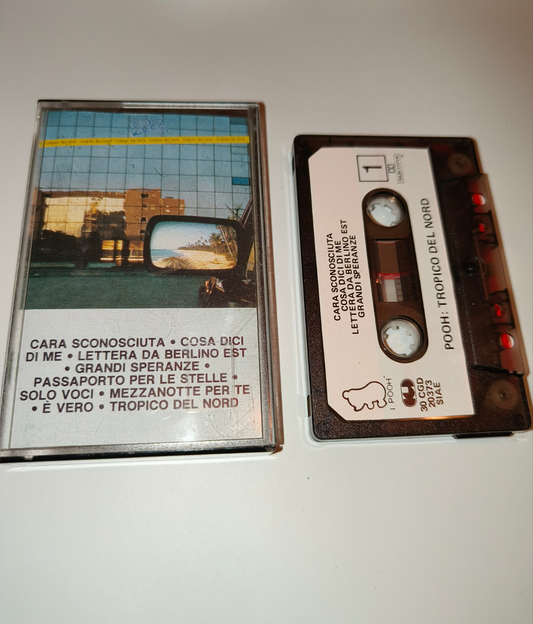 CARA SCONOSCIUTA • COSA DICI
DI ME • LETTERA DA BERLINO EST
• GRANDI SPERANZE •
PASSAPORTO PER LE STELLE •
SOLO VOCI • MEZZANOTTE PER TE
• È VERO • TROPICO DEL NORD
1
CARA SCONOSCIUTA
COSA DICI DI ME
LETTERA DA BERLINO EST
GRANDI SPERANZE
POOH: TROPICO DEL NORD
I POOH
30 CGD
20373
SIAE